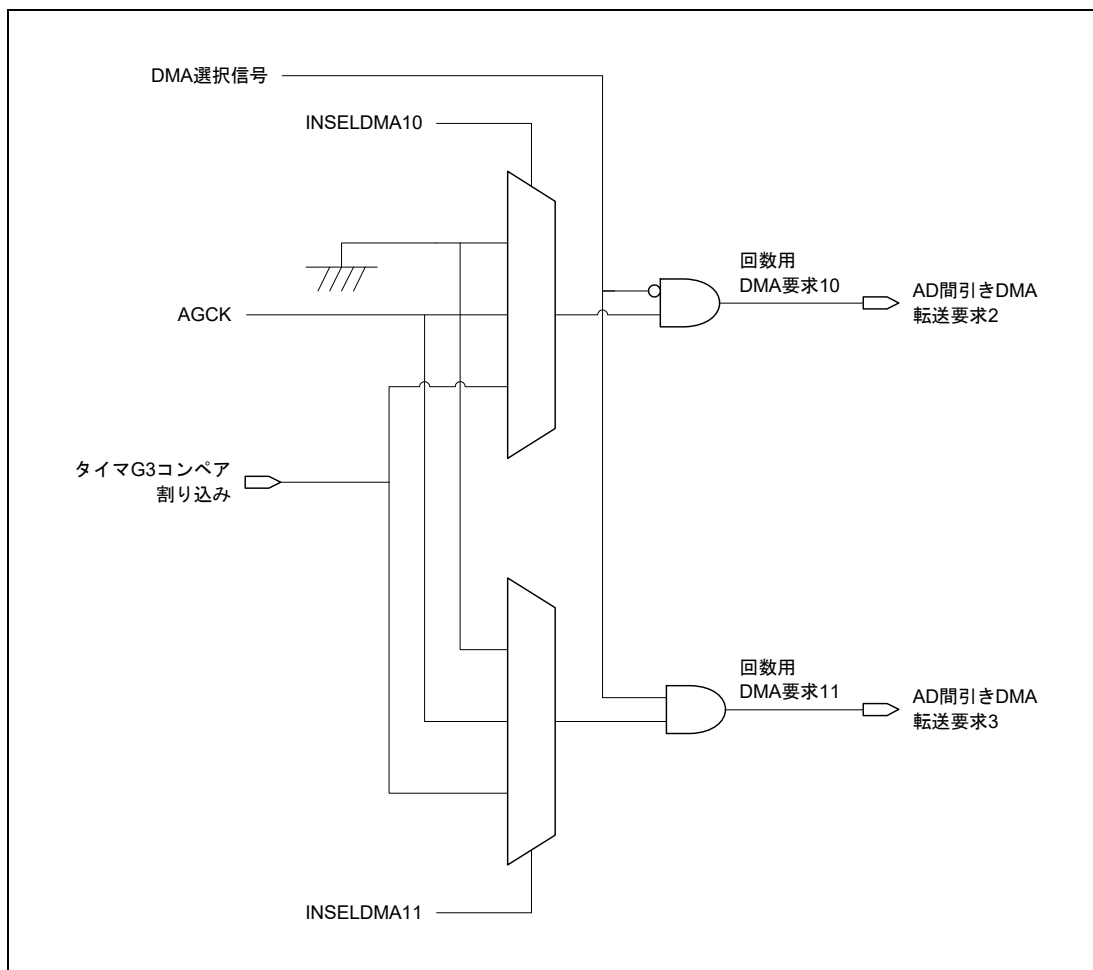 DMA選択信号
INSELDMA10
回数用
DMA要求10
AD間引きDMA
転送要求2
AGCK
タイマG3コンペア
割り込み
回数用
DMA要求11
AD間引きDMA
転送要求3
INSELDMA11